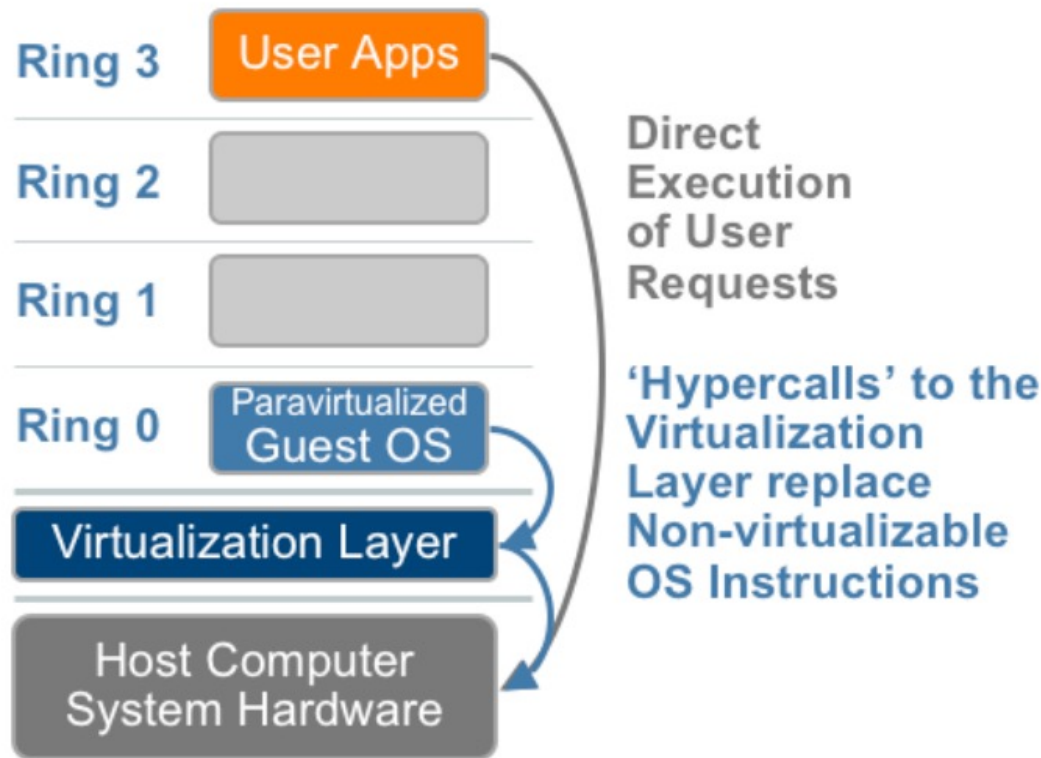 Ring 3
User Apps
Ring 2
Ring 1
Ring 0
Paravirtualized
Guest OS
Virtualization Layer
Host Computer
System Hardware
Direct
Execution
of User
Requests
‘Hypercalls’ to the
Virtualization
Layer replace
Non-virtualizable
OS Instructions